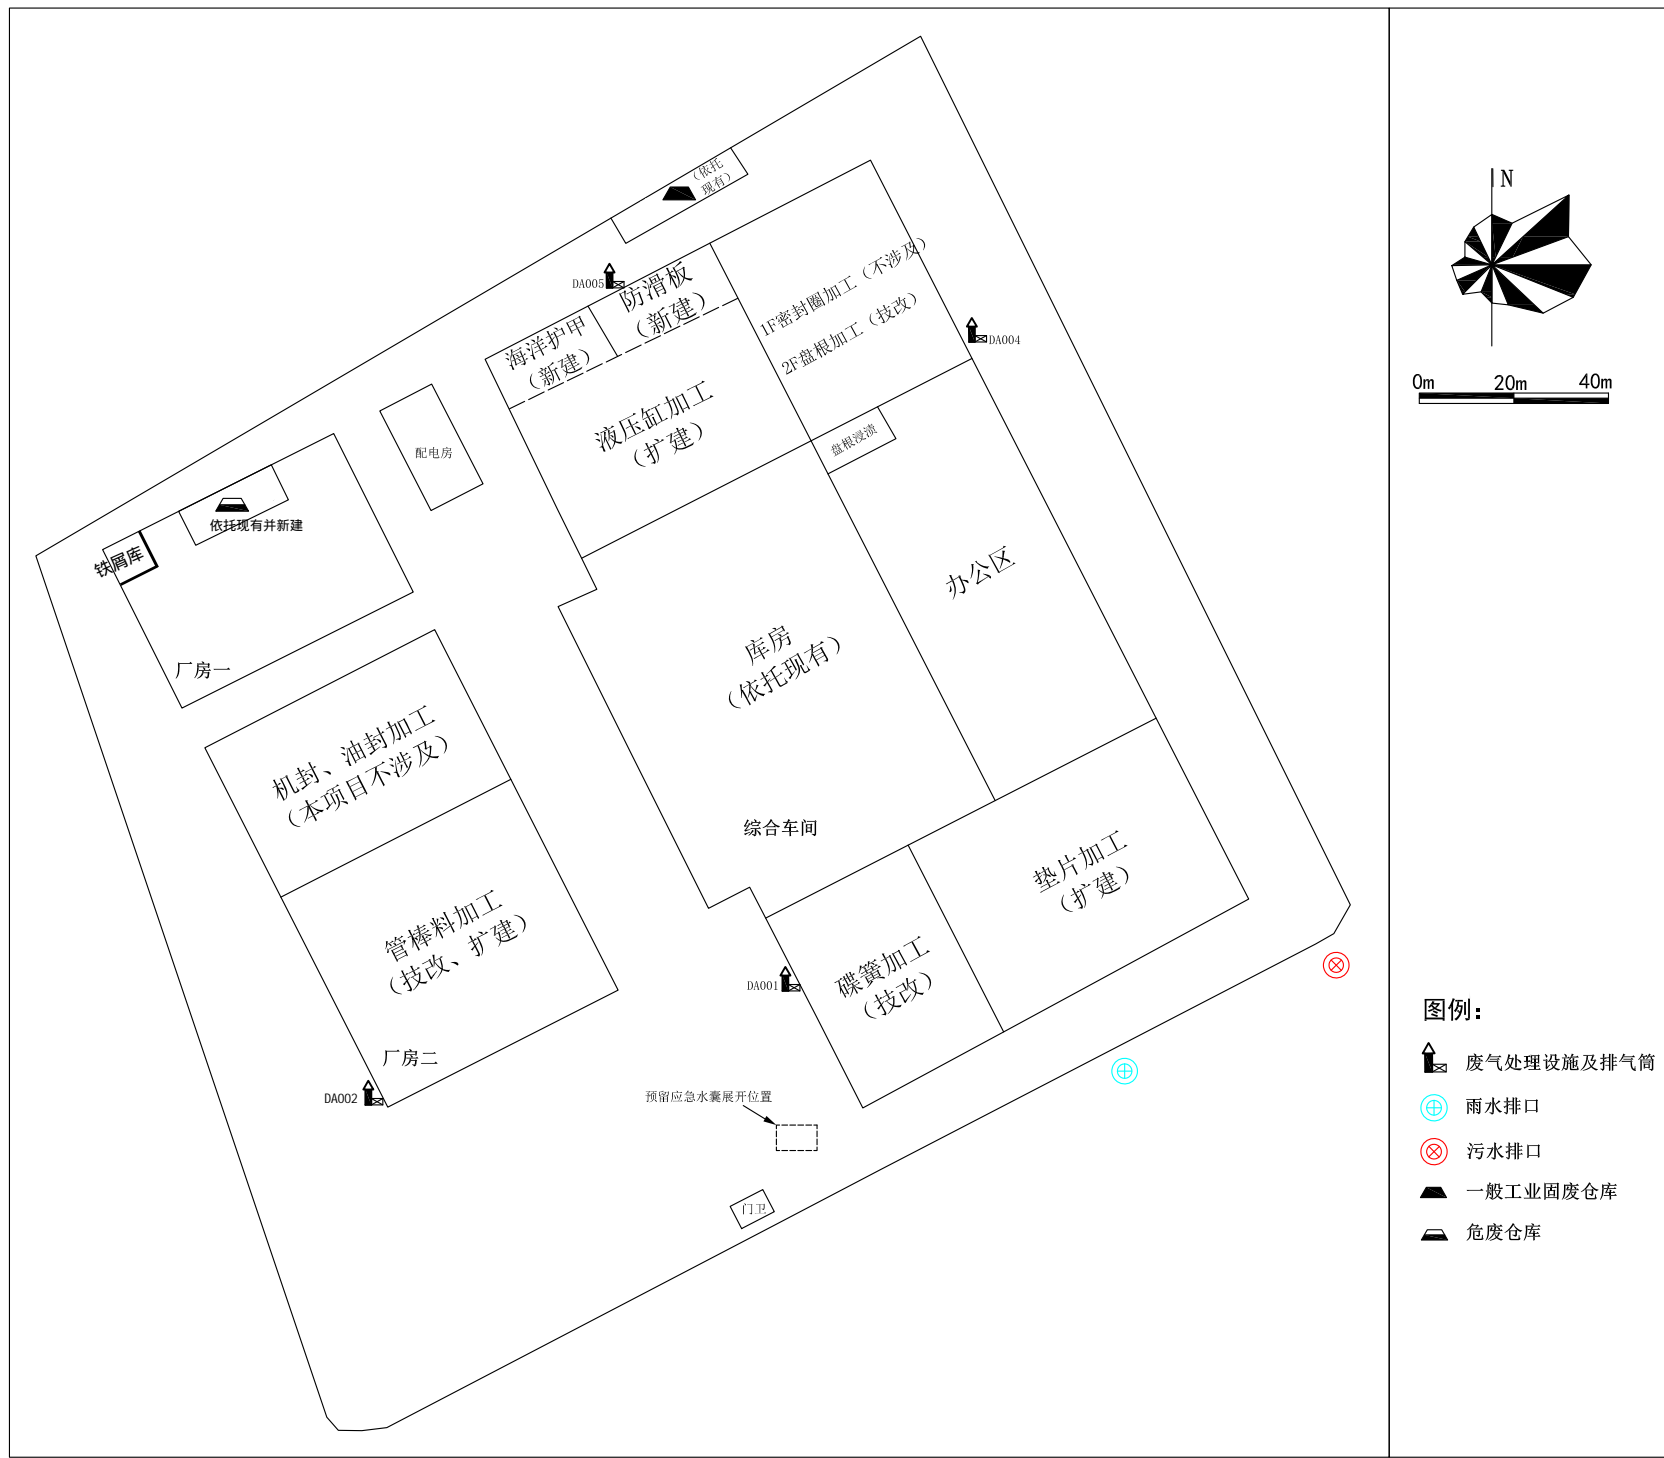 (依托
现有)
DA005
防滑板
(新建)
海洋护甲
(新建)
1F密封圈加工(不涉及)
2F盘根加工(技改)
DA004
液压缸加工
(扩建)
盘根浸渍
配电房
依托现有并新建
铁屑库
厂房一
办公区
库房
(依托现有)
机封、油封加工
(本项目不涉及)
综合车间
垫片加工
(扩建)
管棒料加工
(技改、扩建)
碟簧加工
(技改)
DA001
厂房二
DA002
预留应急水囊展开位置
门卫
N
0m 20m 40m
图例：
废气处理设施及排气筒
雨水排口
污水排口
一般工业固废仓库
危废仓库